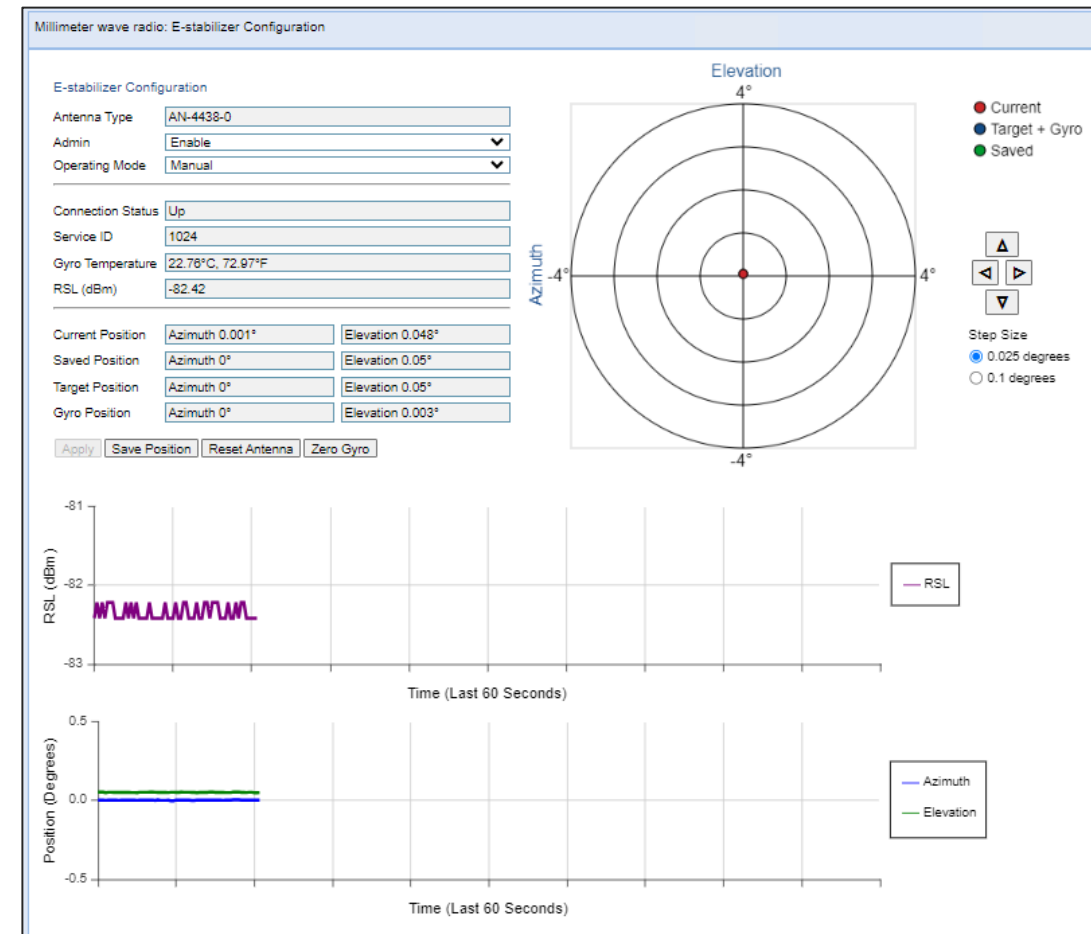 Millimeter wave radio: E-stabilizer Configuration
E-stabilizer Configuration
Antenna Type AN-4438-0
Admin Enable
Operating Mode Manual
Connection Status Up
Service ID 1024
Gyro Temperature 22.76°C, 72.97°F
RSL (dBm) -82.42
Current Position Azimuth 0.001° Elevation 0.048°
Saved Position Azimuth 0° Elevation 0.05°
Target Position Azimuth 0° Elevation 0.05°
Gyro Position Azimuth 0° Elevation 0.003°
Apply Save Position Reset Antenna Zero Gyro
Elevation
4°
Azimuth
-4° 4°
-4°
Current
Target + Gyro
Saved
Step Size
0.025 degrees
0.1 degrees
-81
RSL (dBm)
-82
-83
Time (Last 60 Seconds)
RSL
0.5
Position (Degrees)
0.0
-0.5
Time (Last 60 Seconds)
Azimuth
Elevation